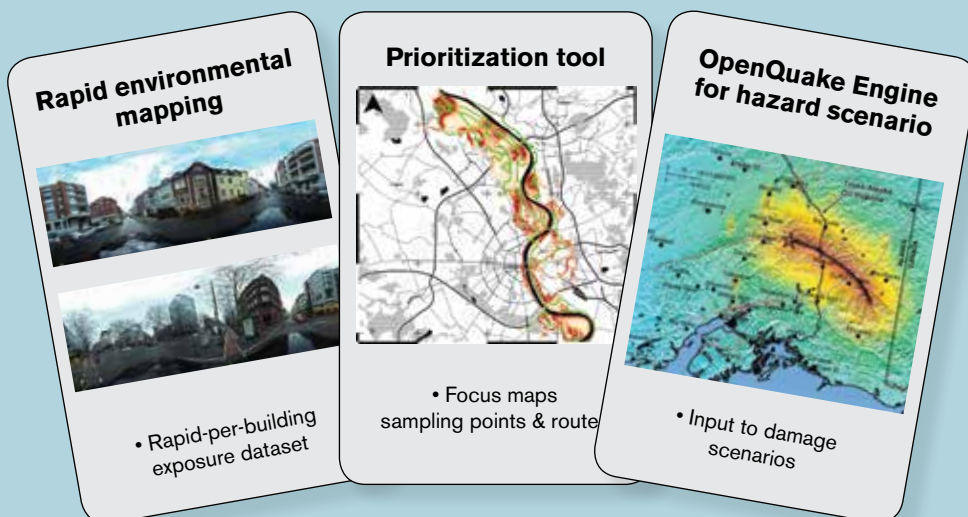 Rapid environmental
mapping
• Rapid-per-building
exposure dataset
Prioritization tool
• Focus maps
sampling points & route
OpenQuake Engine
for hazard scenario
• Input to damage
scenarios